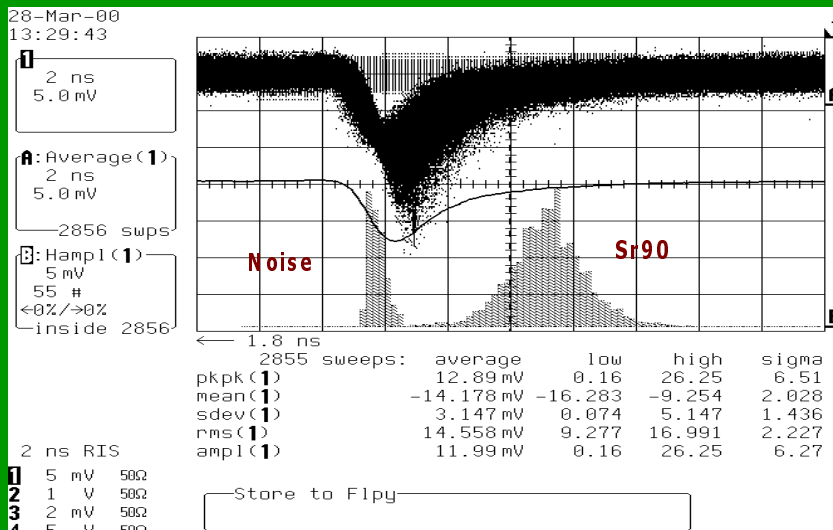 28-Mar-00
13:29:43
1
2 ns
5.0 mV
A:Average(1)
2 ns
5.0 mV
2856 swps
B:Hampl(1)
5 mV
55 #
←0%/→0%
inside 2856
Noise
Sr90
← 1.8 ns
2855 sweeps: average low high sigma
pkpk(1) 12.89 mV 0.16 26.25 6.51
mean(1) -14.178 mV -16.283 -9.254 2.028
sdev(1) 3.147 mV 0.074 5.147 1.436
rms(1) 14.558 mV 9.277 16.991 2.227
ampl(1) 11.99 mV 0.16 26.25 6.27
2 ns RIS
1 5 mV 50Ω
2 1 V 50Ω
3 2 mV 50Ω
4 5 V 50Ω
Store to Flpy